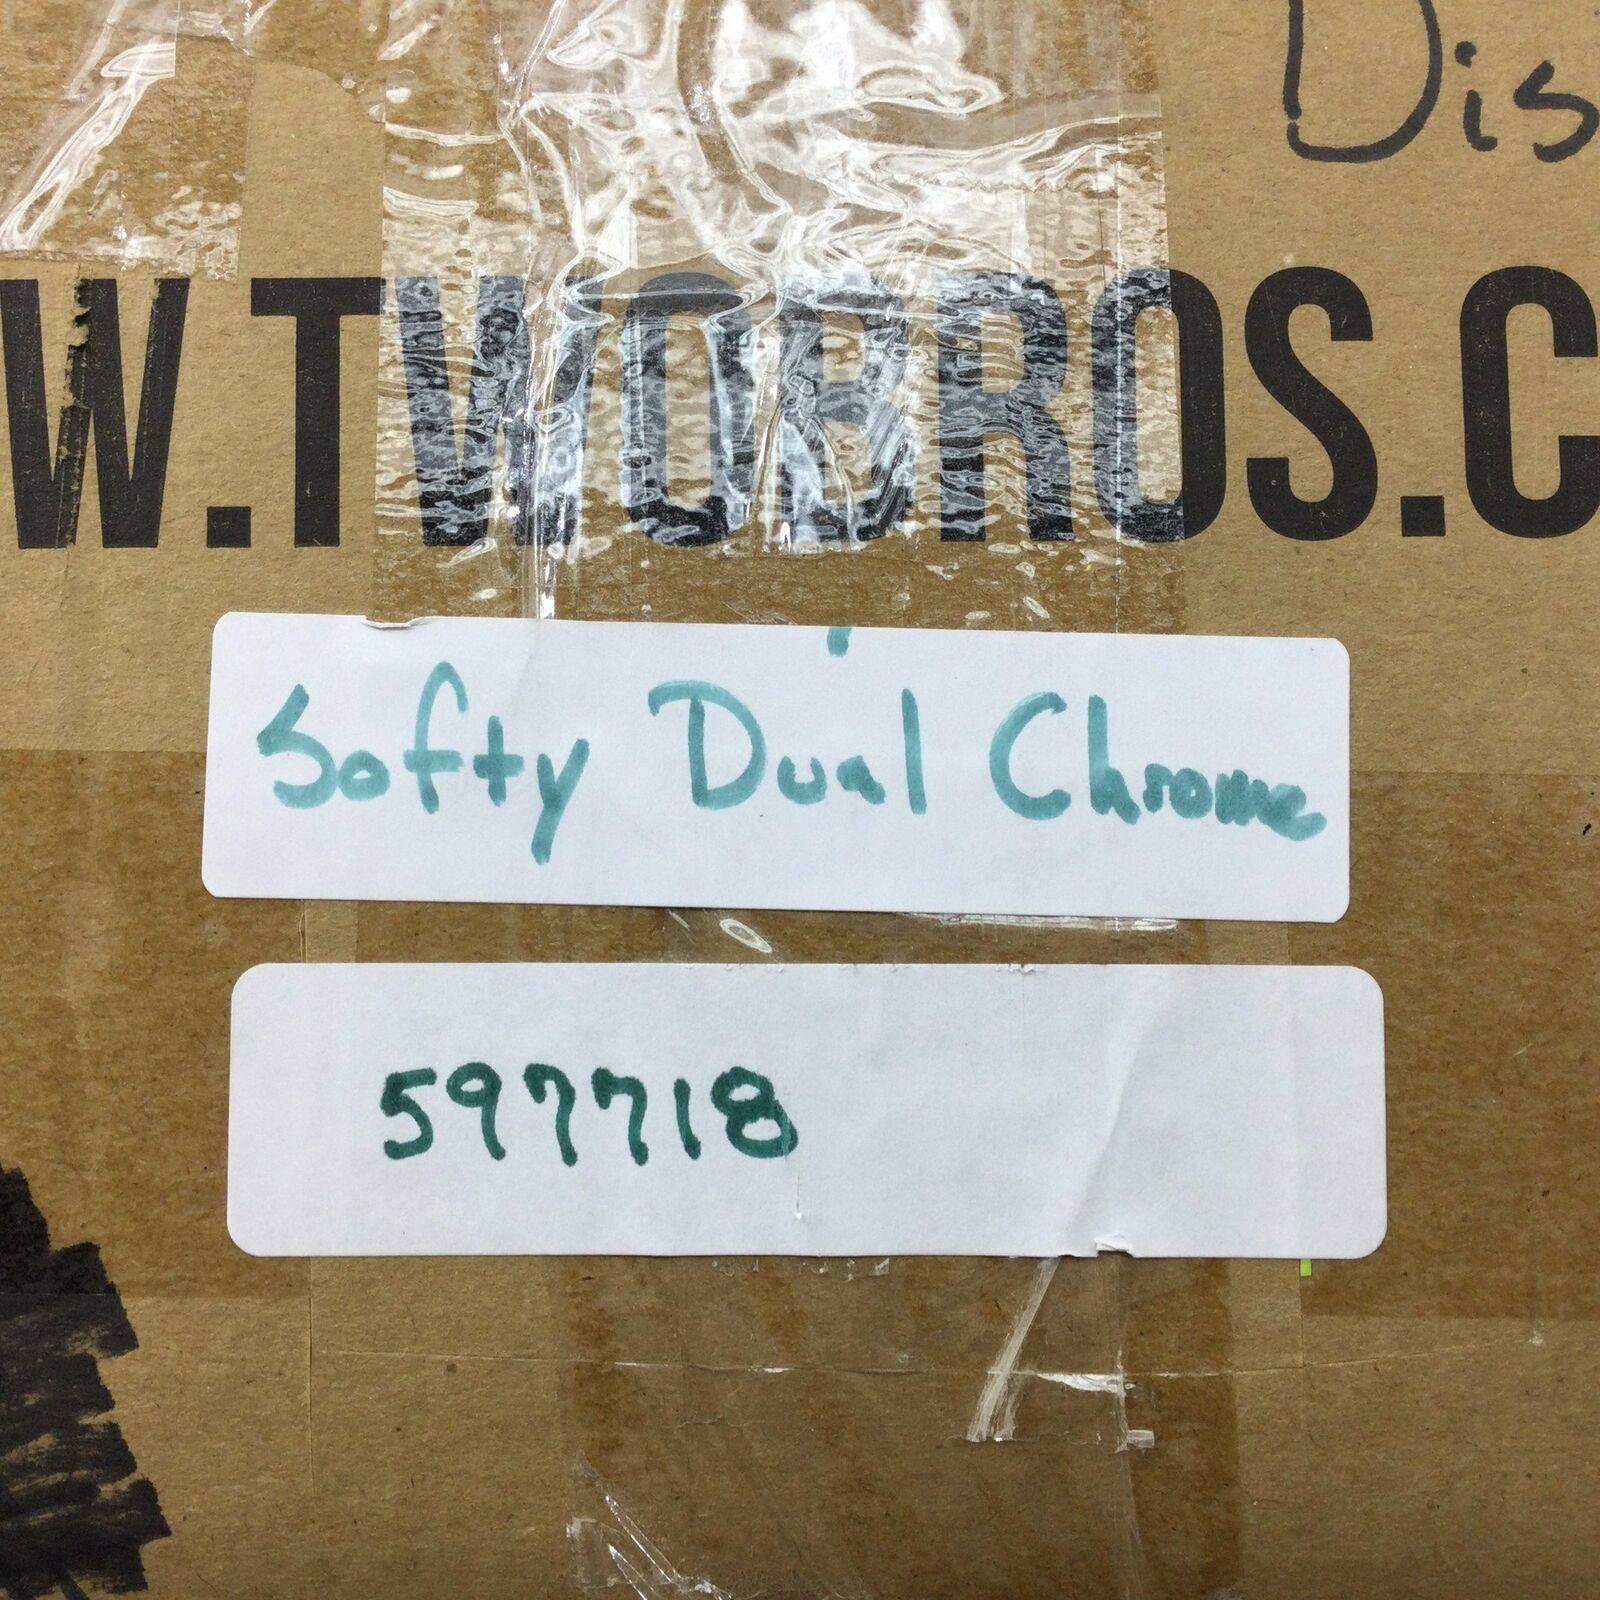 Dis
W.TWOBROS.C
Softy Dual Chrome
597718